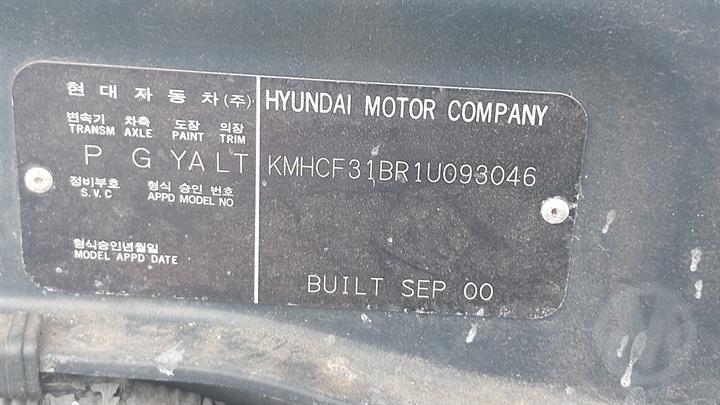 현 대 자 동 차 (주)
변속기 차축 도장 의장
TRANSM AXLE PAINT TRIM
P G YA LT
정비부호 형식 승인 번호
S.V.C APPD MODEL NO
형식승인년월일
MODEL APPD DATE
HYUNDAI MOTOR COMPANY
KMHCF31BR1U093046
BUILT SEP 00